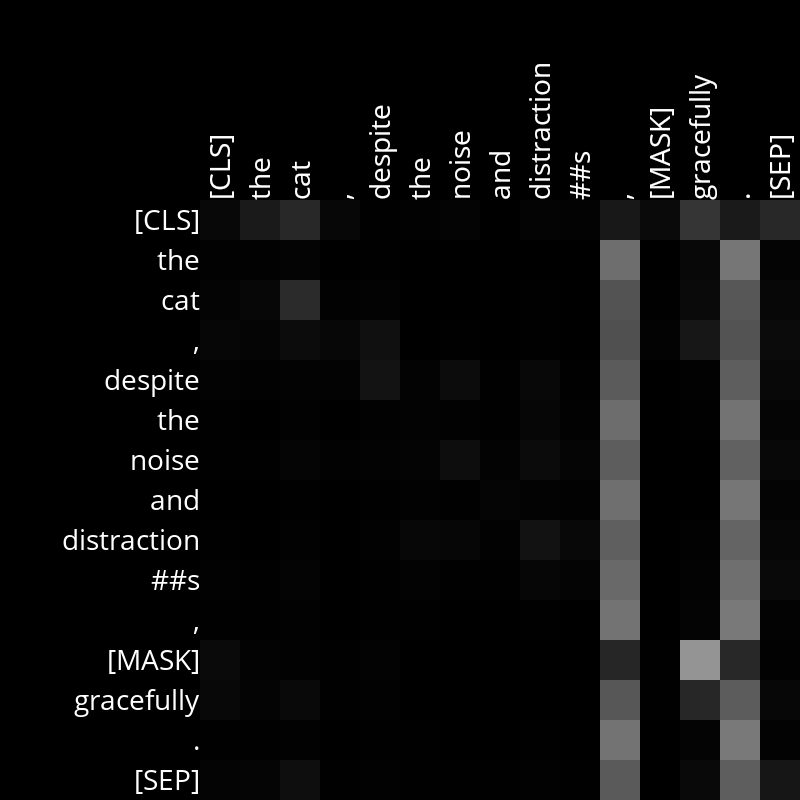 [CLS] the cat , despite the noise and distraction ##s , [MASK] gracefully . [SEP]
[CLS]
the
cat
,
despite
the
noise
and
distraction
##s
,
[MASK]
gracefully
.
[SEP]